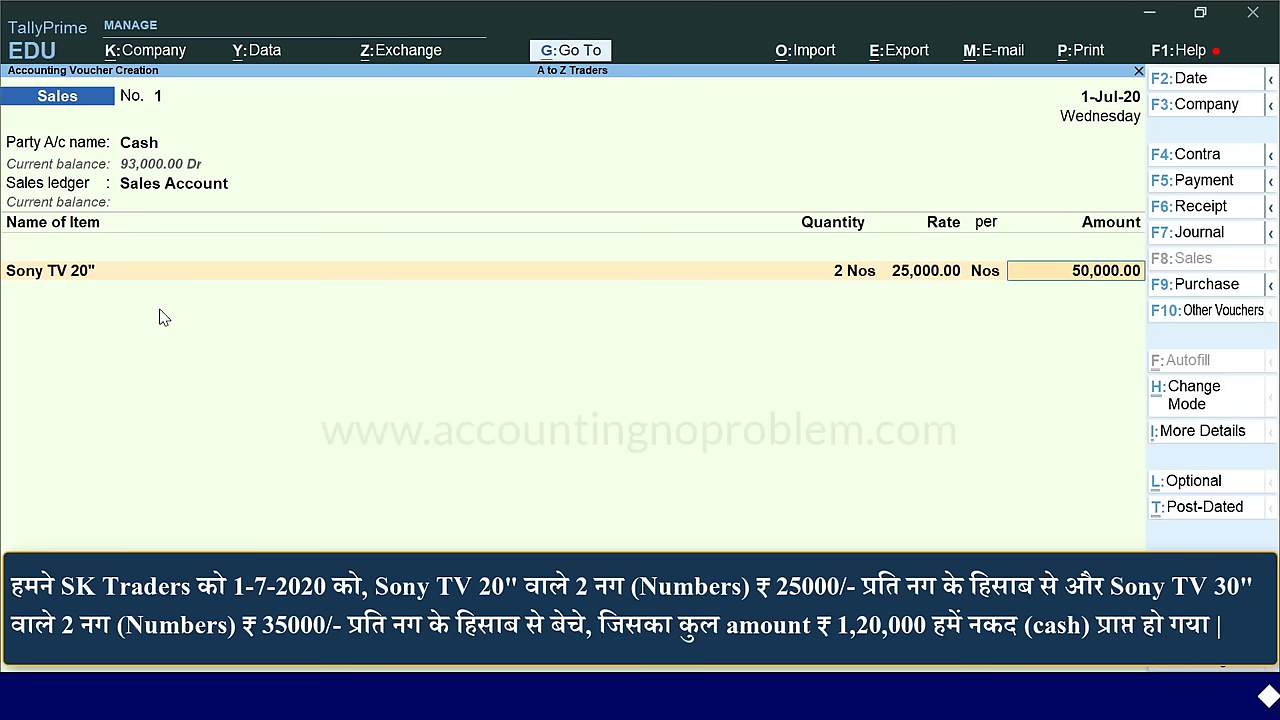 TallyPrime
MANAGE
EDU
K:Company Y:Data Z:Exchange G:Go To O:Import E:Export M:E-mail P:Print F1:Help
Accounting Voucher Creation A to Z Traders
Sales No. 1 1-Jul-20
Wednesday
Party A/c name: Cash
Current balance: 93,000.00 Dr
Sales ledger : Sales Account
Current balance:
Name of Item Quantity Rate per Amount
Sony TV 20" 2 Nos 25,000.00 Nos 50,000.00
F2:Date
F3:Company
F4:Contra
F5:Payment
F6:Receipt
F7:Journal
F8:Sales
F9:Purchase
F10:Other Vouchers
F:Autofill
H:Change
Mode
I:More Details
L:Optional
T:Post-Dated
www.accountingnoproblem.com
हमने SK Traders को 1-7-2020 को, Sony TV 20" वाले 2 नग (Numbers) ₹ 25000/- प्रति नग के हिसाब से और Sony TV 30"
वाले 2 नग (Numbers) ₹ 35000/- प्रति नग के हिसाब से बेचे, जिसका कुल amount ₹ 1,20,000 हमें नकद (cash) प्राप्त हो गया |